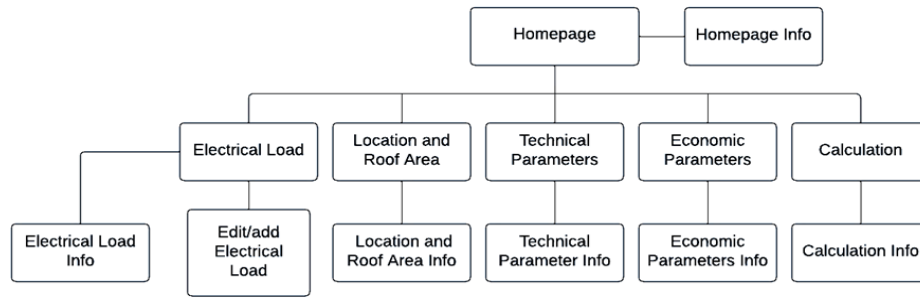 Homepage
Homepage Info
Electrical Load
Location and
Roof Area
Technical
Parameters
Economic
Parameters
Calculation
Electrical Load
Info
Edit/add
Electrical
Load
Location and
Roof Area Info
Technical
Parameter Info
Economic
Parameters Info
Calculation Info